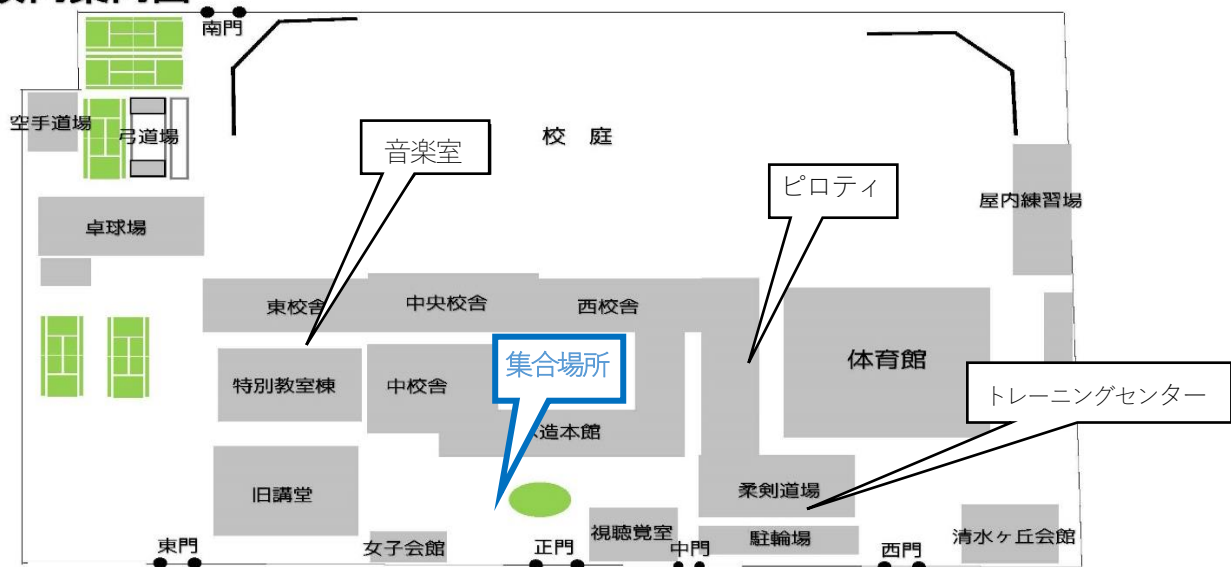 南門
空手道場
弓道場
校 庭
音楽室
ピロティ
屋内練習場
卓球場
東校舎
中央校舎
西校舎
集合場所
体育館
特別教室棟
中校舎
トレーニングセンター
造本館
旧講堂
柔剣道場
視聴覚室
駐輪場
清水ヶ丘会館
東門
女子会館
正門
中門
西門